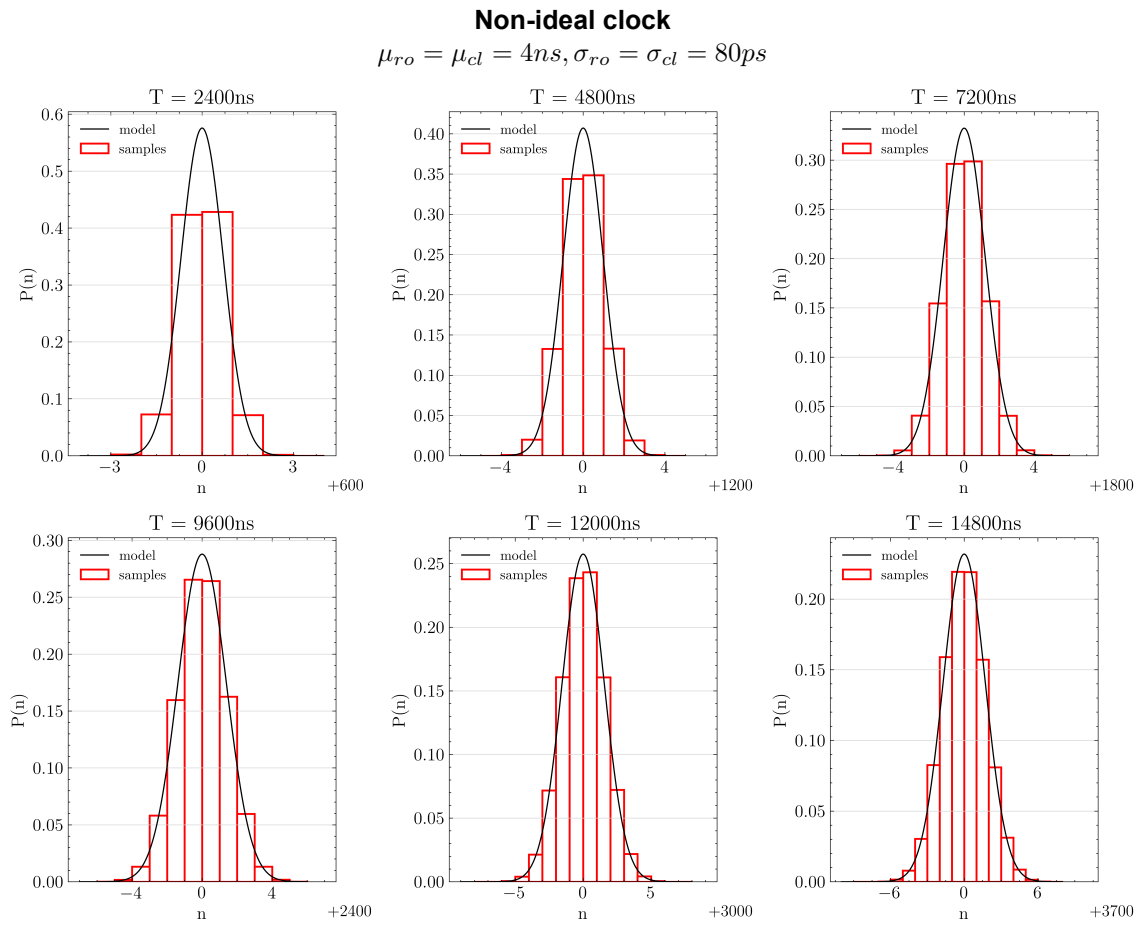 Non-ideal clock
μ_ro = μ_cl = 4ns, σ_ro = σ_cl = 80ps
T = 2400ns
model
samples
P(n)
0.6
0.5
0.4
0.3
0.2
0.1
0.0
−3 0 3
n
+600
T = 4800ns
model
samples
P(n)
0.40
0.35
0.30
0.25
0.20
0.15
0.10
0.05
0.00
−4 0 4
n
+1200
T = 7200ns
model
samples
P(n)
0.30
0.25
0.20
0.15
0.10
0.05
0.00
−4 0 4
n
+1800
T = 9600ns
model
samples
P(n)
0.30
0.25
0.20
0.15
0.10
0.05
0.00
−4 0 4
n
+2400
T = 12000ns
model
samples
P(n)
0.25
0.20
0.15
0.10
0.05
0.00
−5 0 5
n
+3000
T = 14800ns
model
samples
P(n)
0.20
0.15
0.10
0.05
0.00
−6 0 6
n
+3700